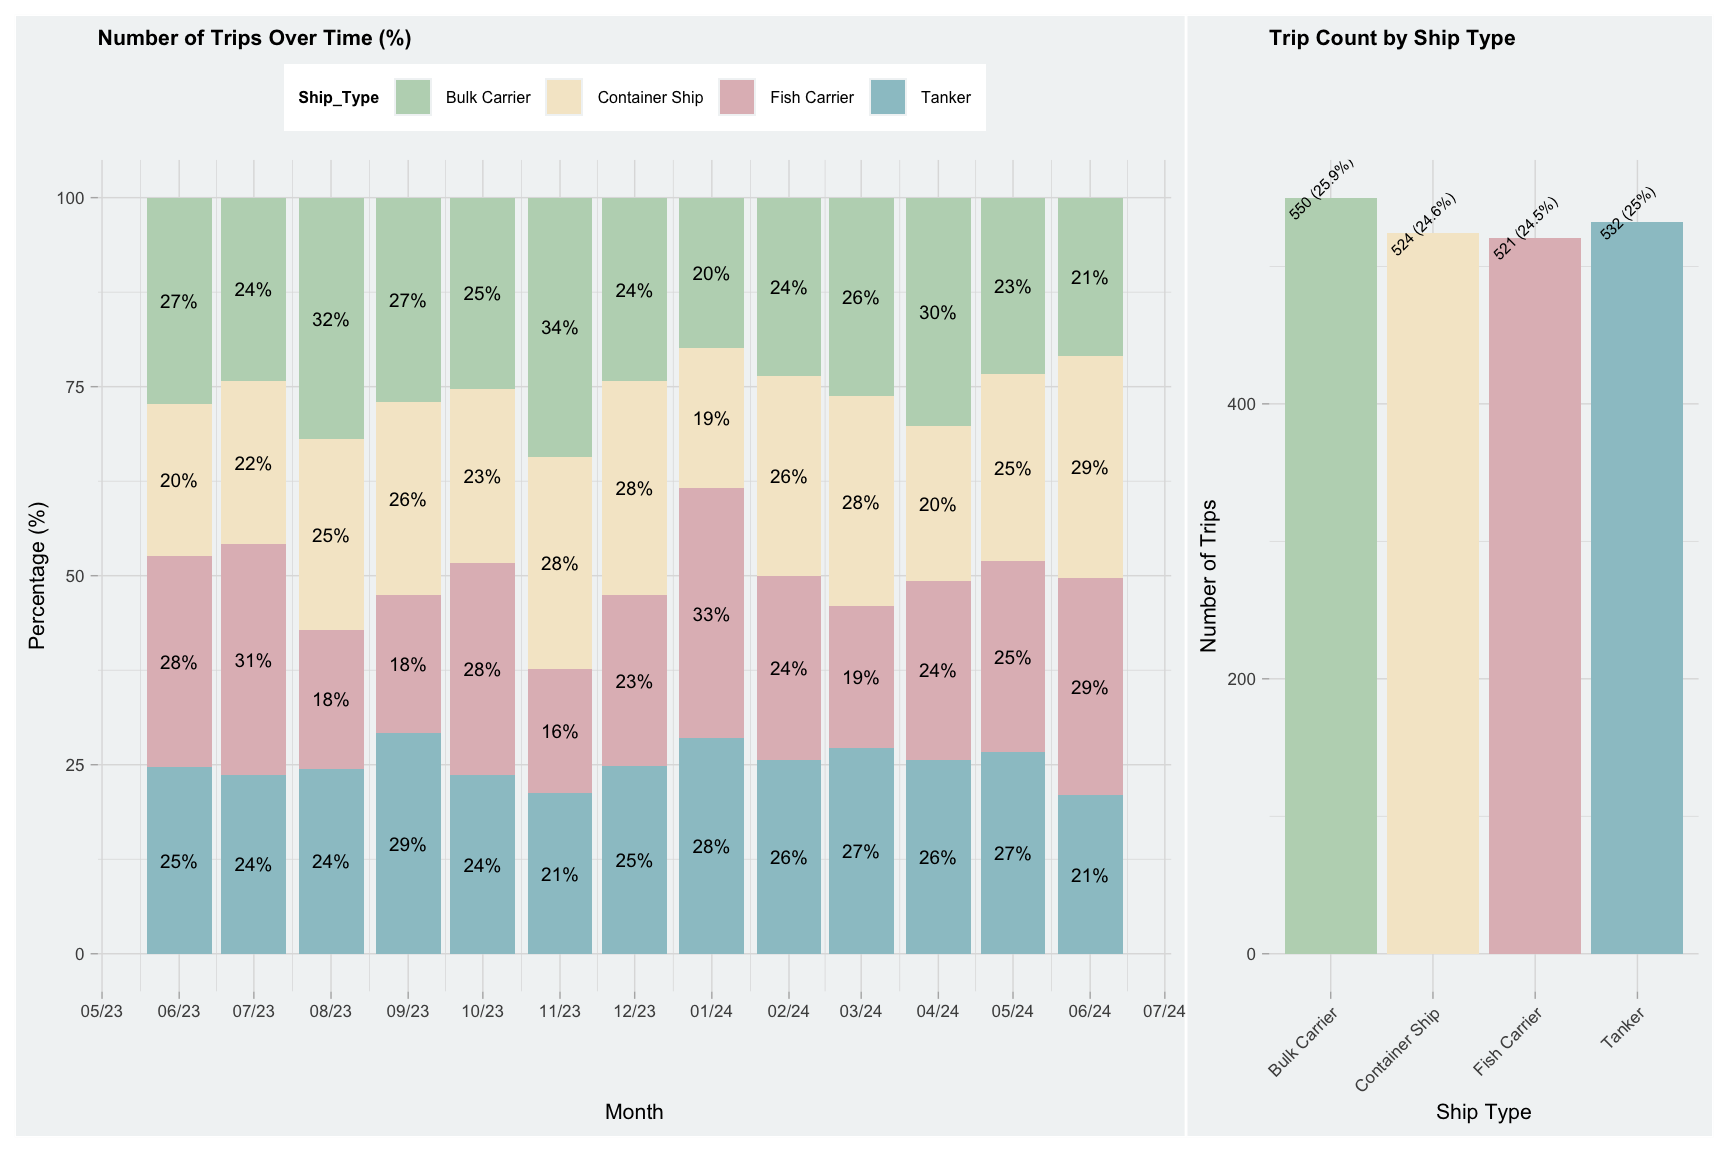 Number of Trips Over Time (%)
Ship_Type Bulk Carrier Container Ship Fish Carrier Tanker
100
75
50
25
0
Percentage (%)
27% 24% 32% 27% 25% 34% 24% 20% 24% 26% 30% 23% 21%
20% 22% 25% 26% 23% 28% 28% 19% 26% 28% 20% 25% 29%
28% 31% 18% 18% 28% 16% 23% 33% 24% 19% 24% 25% 29%
25% 24% 24% 29% 24% 21% 25% 28% 26% 27% 26% 27% 21%
05/23 06/23 07/23 08/23 09/23 10/23 11/23 12/23 01/24 02/24 03/24 04/24 05/24 06/24 07/24
Month
Trip Count by Ship Type
550 (25.9%)
524 (24.6%)
521 (24.5%)
532 (25%)
400
200
0
Number of Trips
Bulk Carrier
Container Ship
Fish Carrier
Tanker
Ship Type